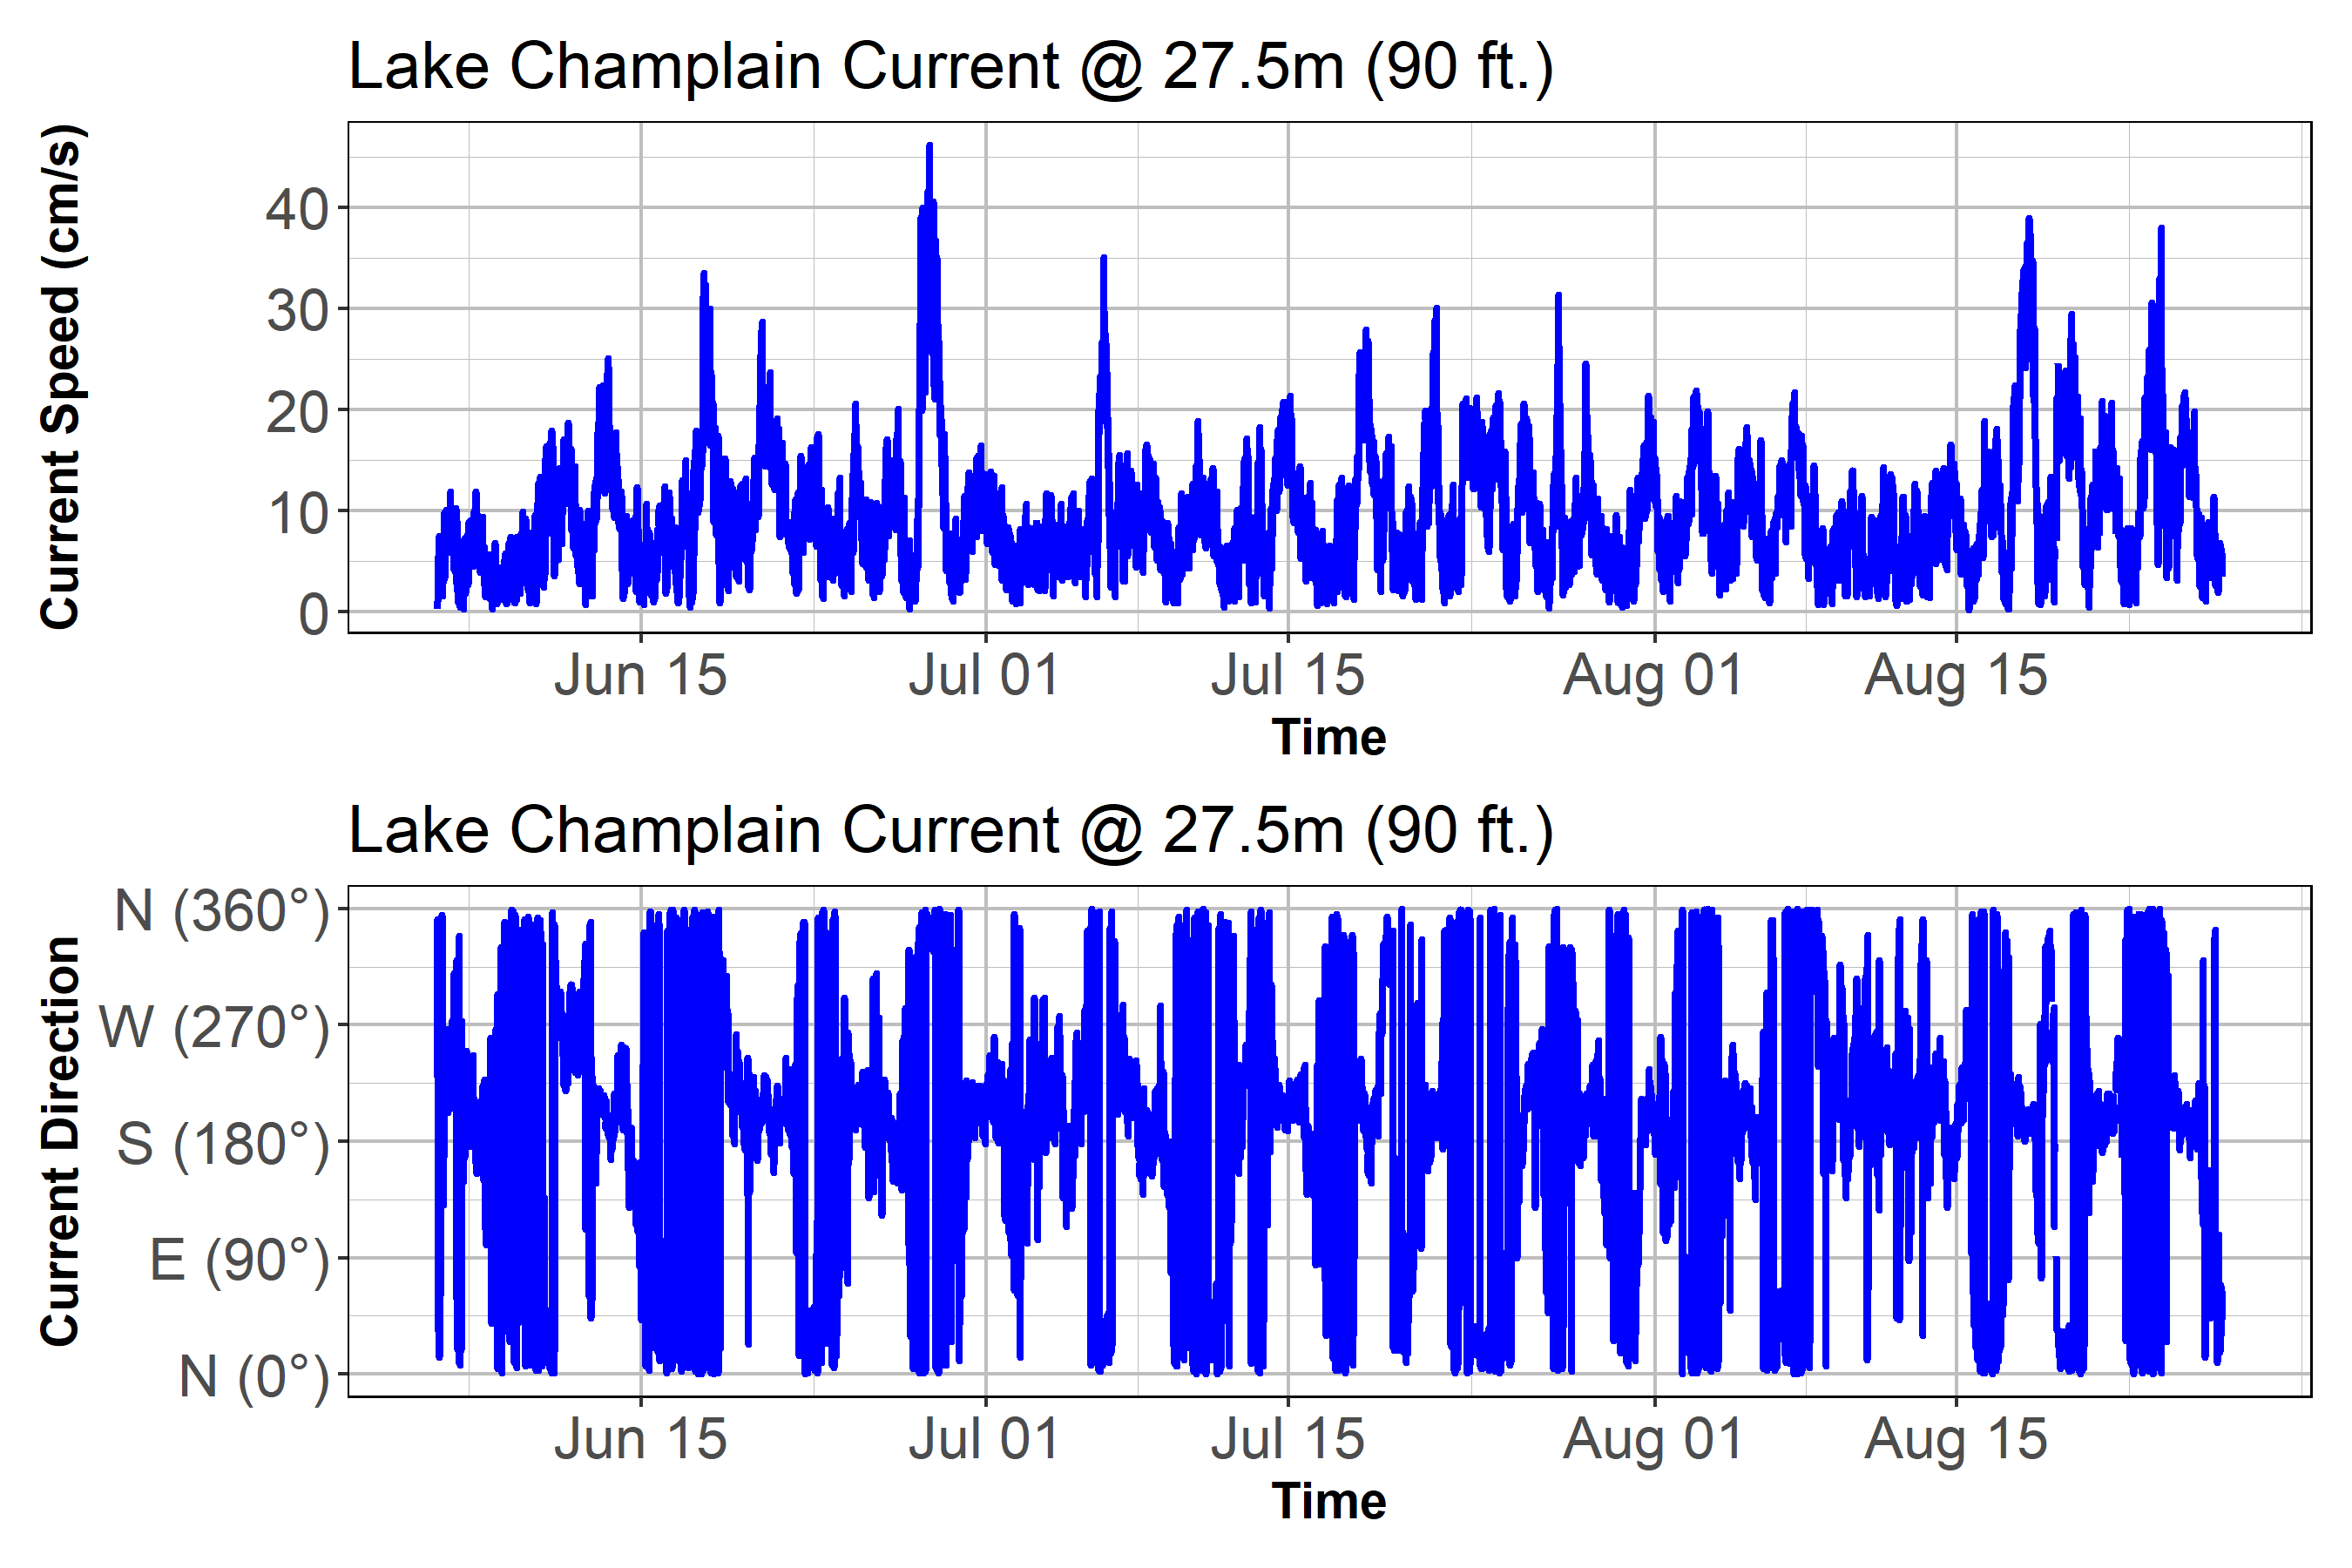 Lake Champlain Current @ 27.5m (90 ft.)
Current Speed (cm/s)
40
30
20
10
0
Jun 15 Jul 01 Jul 15 Aug 01 Aug 15
Time
Lake Champlain Current @ 27.5m (90 ft.)
Current Direction
N (360°)
W (270°)
S (180°)
E (90°)
N (0°)
Jun 15 Jul 01 Jul 15 Aug 01 Aug 15
Time